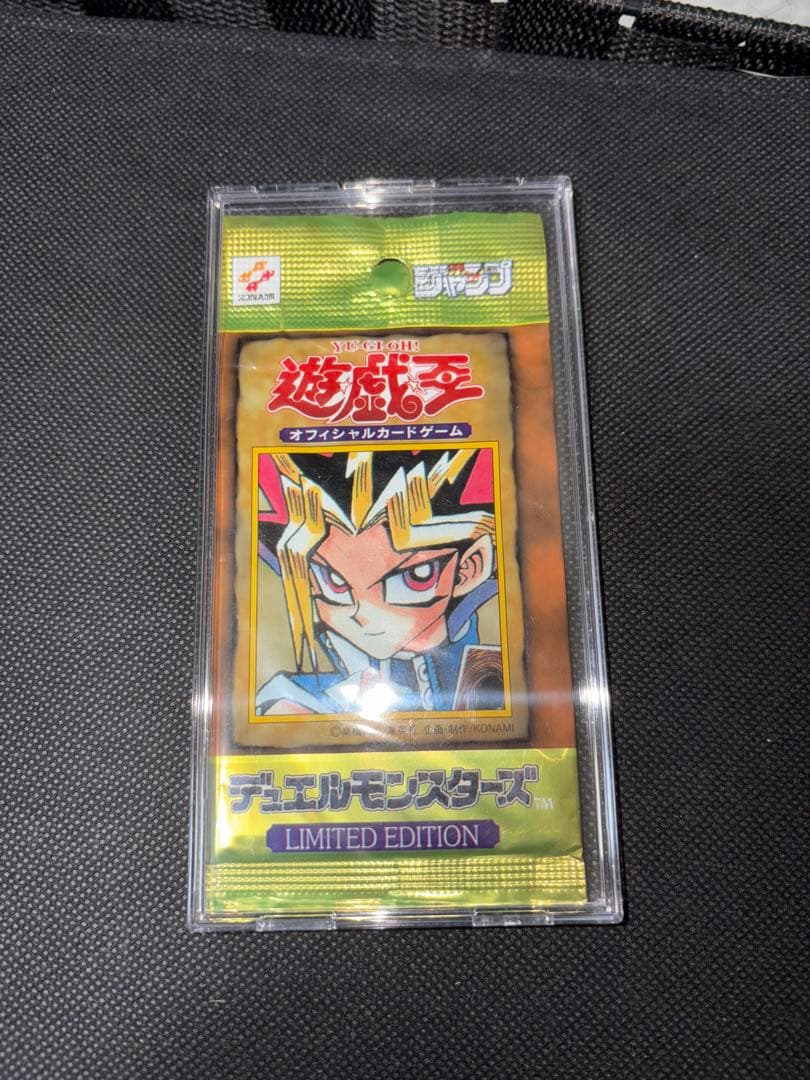 KONAMI
ジャンプ
YU-GI-OH!
遊戯王
オフィシャルカードゲーム
企画・制作/KONAMI
デュエルモンスターズ™
LIMITED EDITION